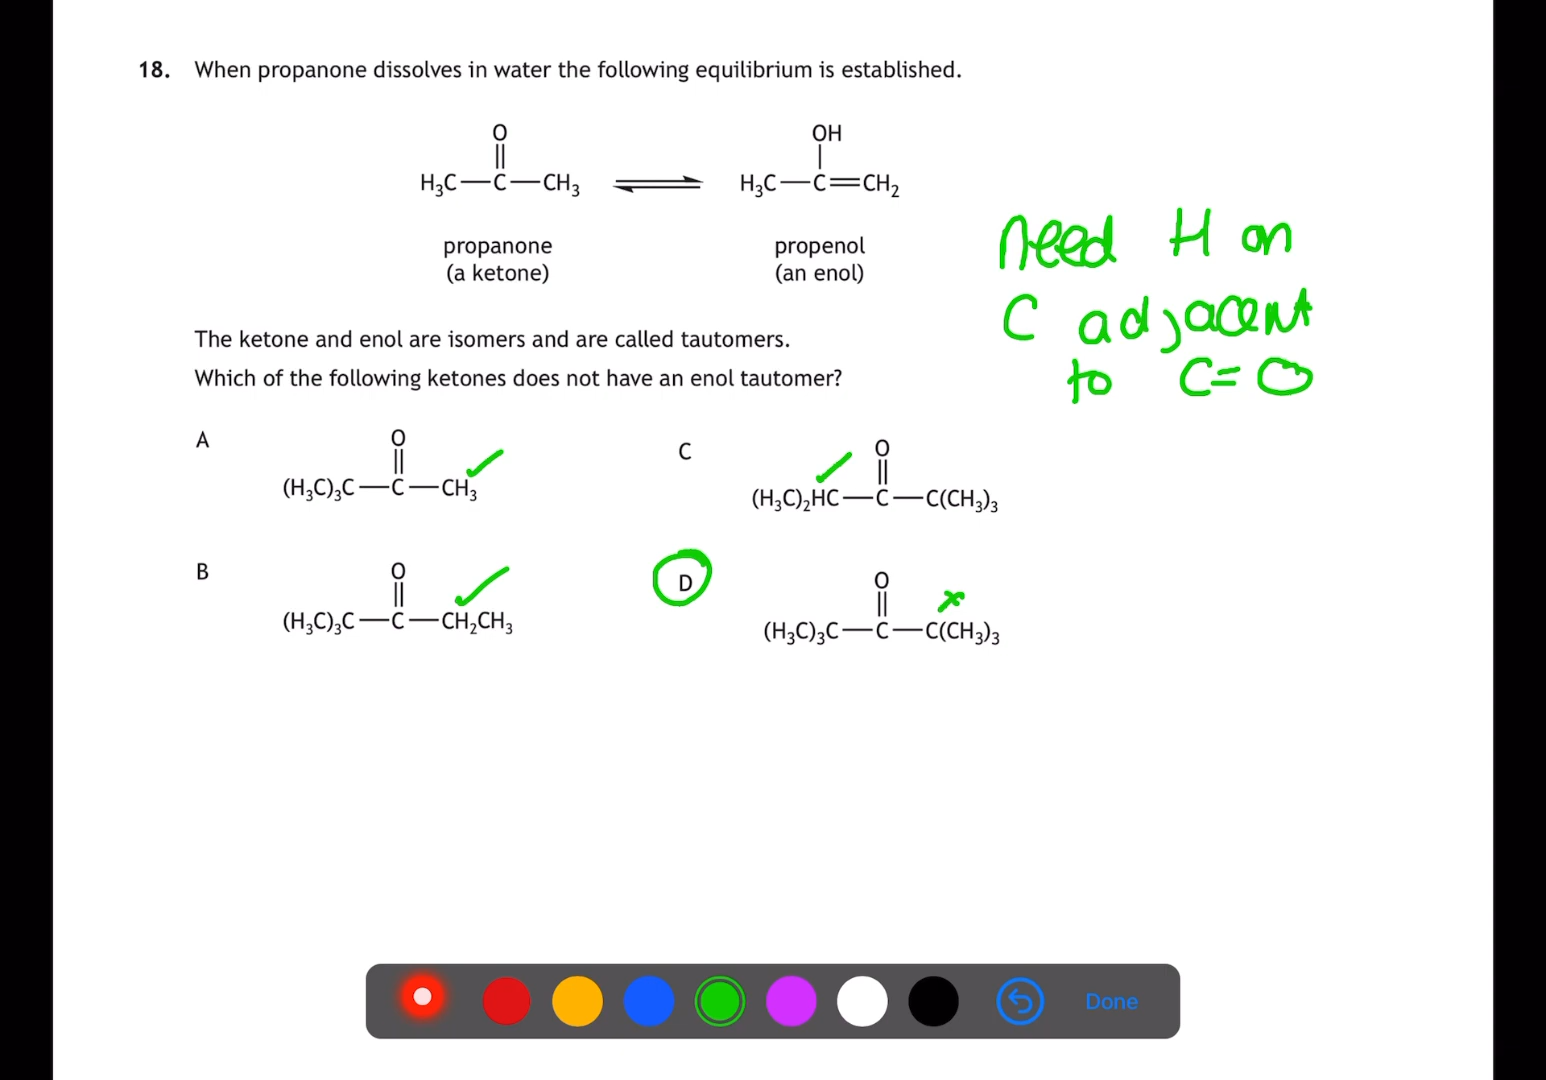 18. When propanone dissolves in water the following equilibrium is established.
O OH
H₃C—C—CH₃ ⇌ H₃C—C=CH₂
propanone propenol
(a ketone) (an enol)
need H on
C adjacent
to C=O
The ketone and enol are isomers and are called tautomers.
Which of the following ketones does not have an enol tautomer?
A
O
(H₃C)₃C—C—CH₃
C
O
(H₃C)₂HC—C—C(CH₃)₃
B
O
(H₃C)₃C—C—CH₂CH₃
D
O
(H₃C)₃C—C—C(CH₃)₃
Done